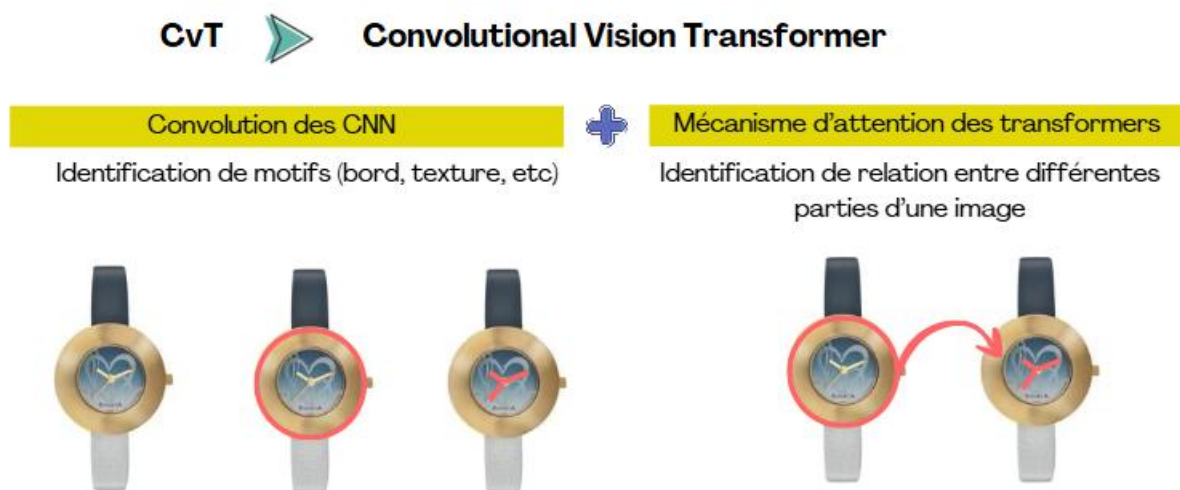 CvT Convolutional Vision Transformer
Convolution des CNN
Mécanisme d'attention des transformers
Identification de motifs (bord, texture, etc)
Identification de relation entre différentes
parties d'une image